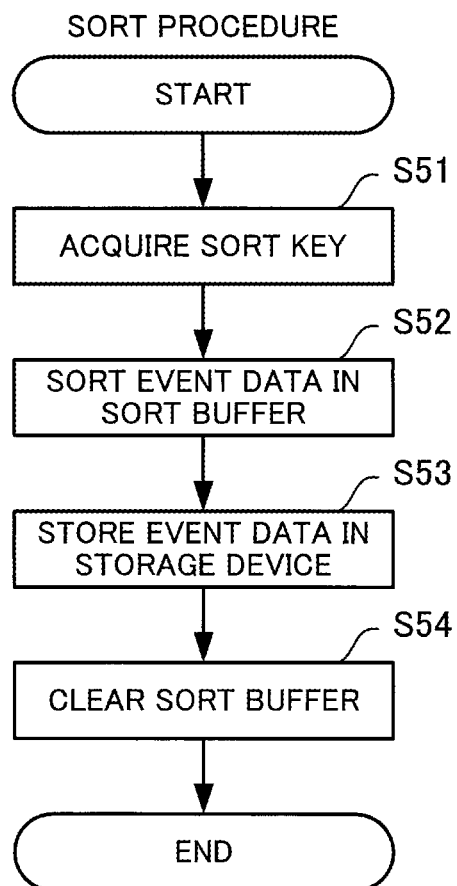 SORT PROCEDURE
START
S51
ACQUIRE SORT KEY
S52
SORT EVENT DATA IN
SORT BUFFER
S53
STORE EVENT DATA IN
STORAGE DEVICE
S54
CLEAR SORT BUFFER
END